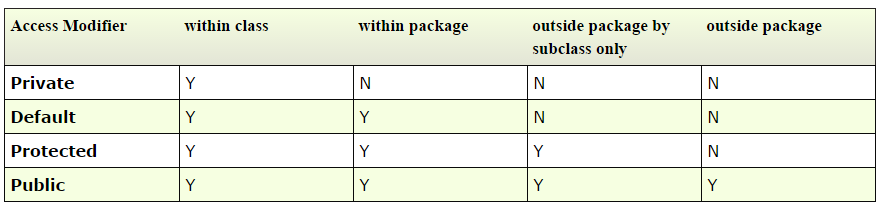 Access Modifier within class within package outside package by subclass only outside package
Private Y N N N
Default Y Y N N
Protected Y Y Y N
Public Y Y Y Y